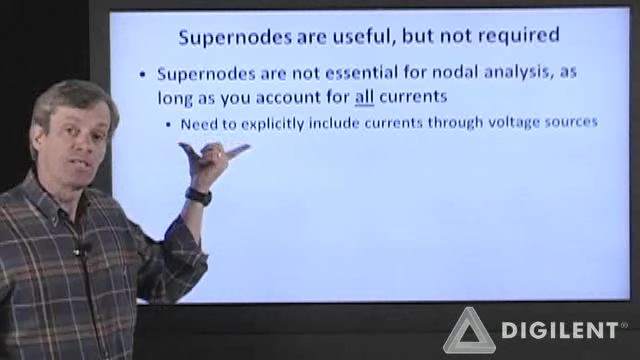 Supernodes are useful, but not required
• Supernodes are not essential for nodal analysis, as
long as you account for all currents
• Need to explicitly include currents through voltage sources
DIGILENT®